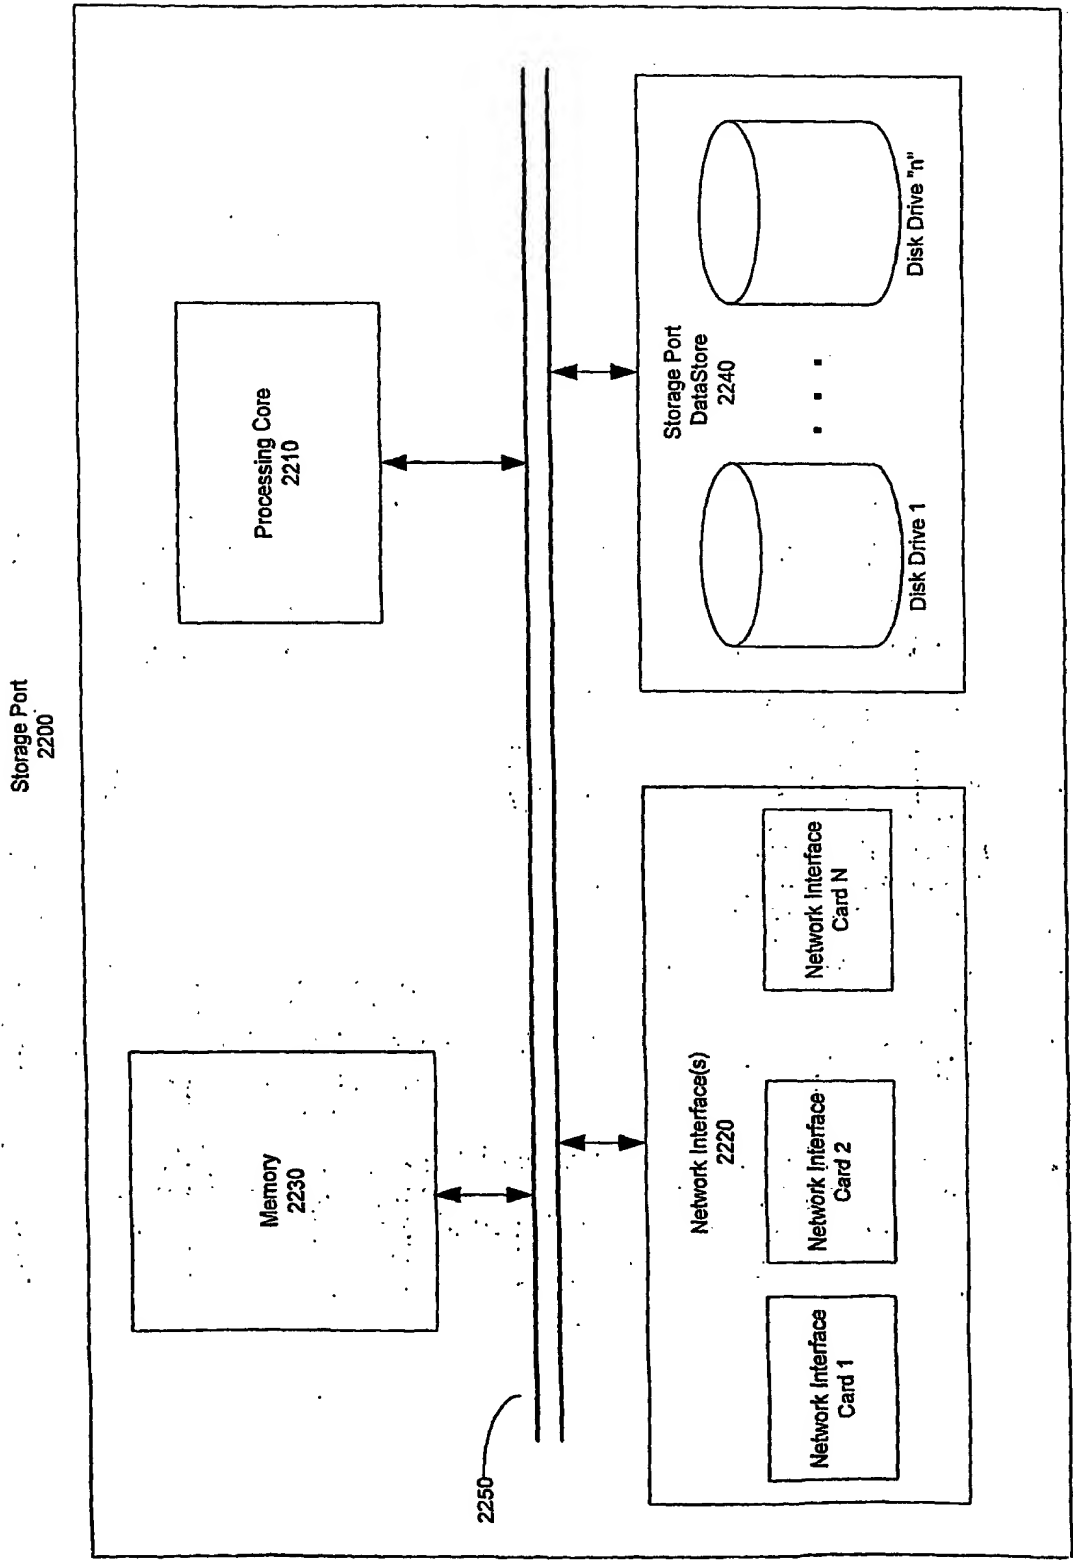 Storage Port
2200
Memory
2230
Processing Core
2210
2250
Network Interface(s)
2220
Network Interface
Card 1
Network Interface
Card 2
Network Interface
Card N
Storage Port
DataStore
2240
Disk Drive 1
Disk Drive "n"